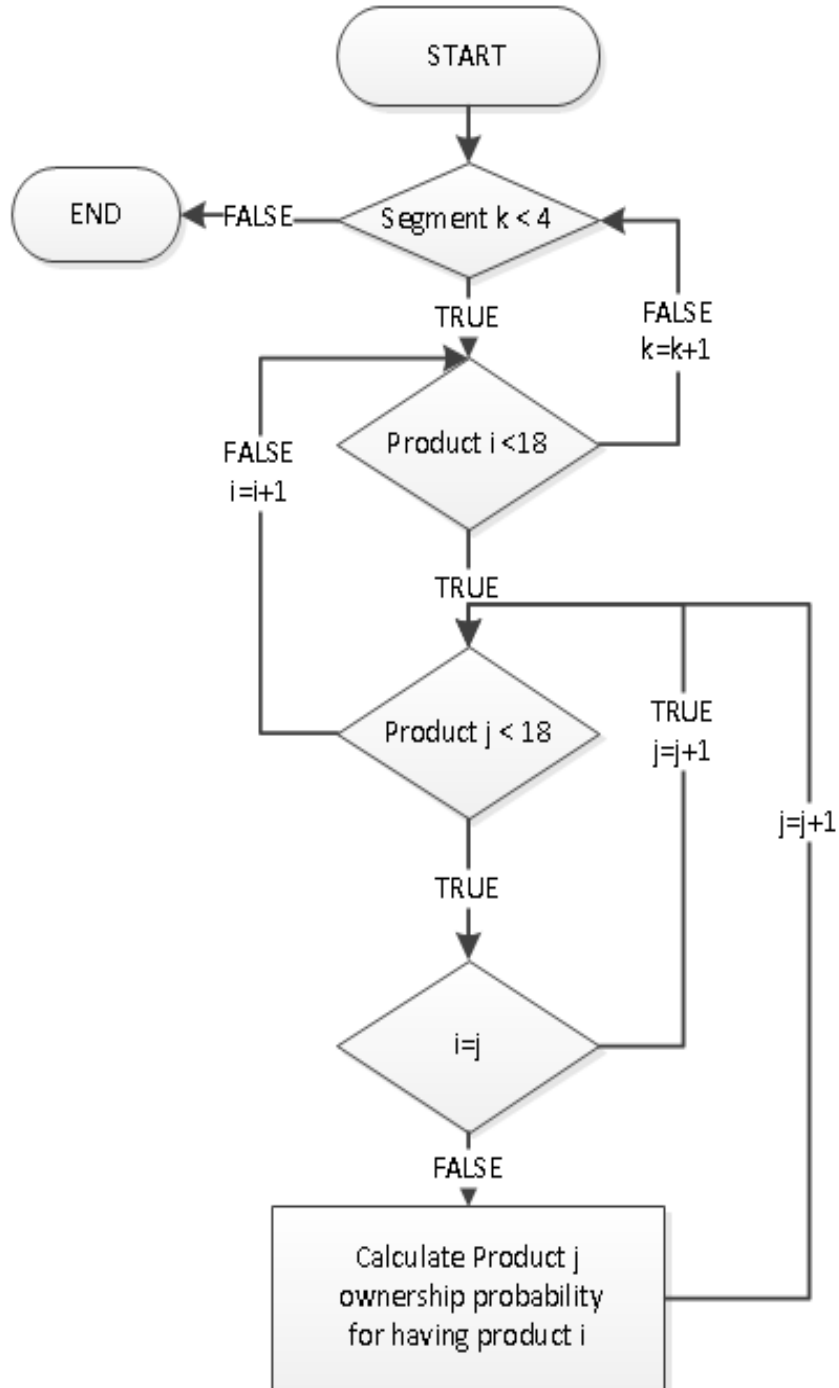 START
END
FALSE
Segment k < 4
TRUE
FALSE
k=k+1
Product i <18
FALSE
i=i+1
TRUE
Product j < 18
TRUE
j=j+1
j=j+1
TRUE
i=j
FALSE
Calculate Product j
ownership probability
for having product i